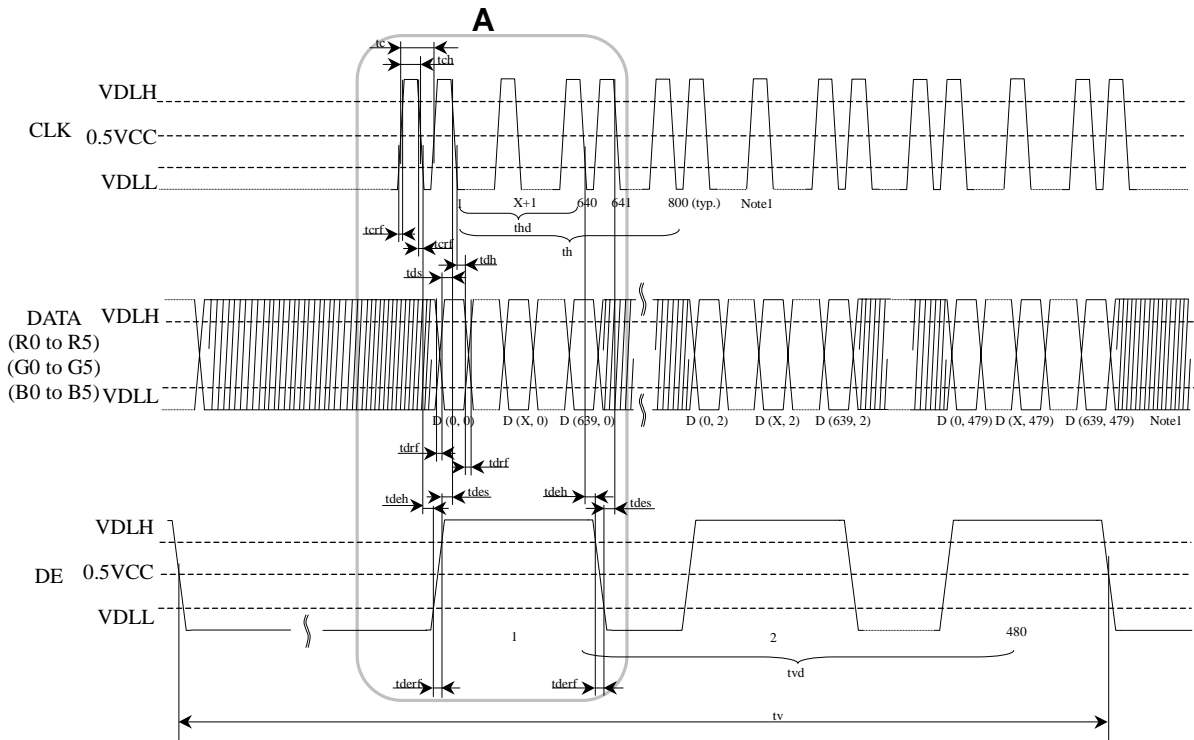 A
tc
tch
VDLH
CLK 0.5VCC
VDLL
1 X+1 640 641 800 (typ.) Note1
tcrf thd
tcrf th
tdh
tds
DATA VDLH
(R0 to R5)
(G0 to G5)
(B0 to B5) VDLL
D (0, 0) D (X, 0) D (639, 0) D (0, 2) D (X, 2) D (639, 2) D (0, 479) D (X, 479) D (639, 479) Note1
tdrf tdrf
tdeh tdes tdeh tdes
VDLH
DE 0.5VCC
VDLL
1 2 480
tvd
tderf tderf
tv